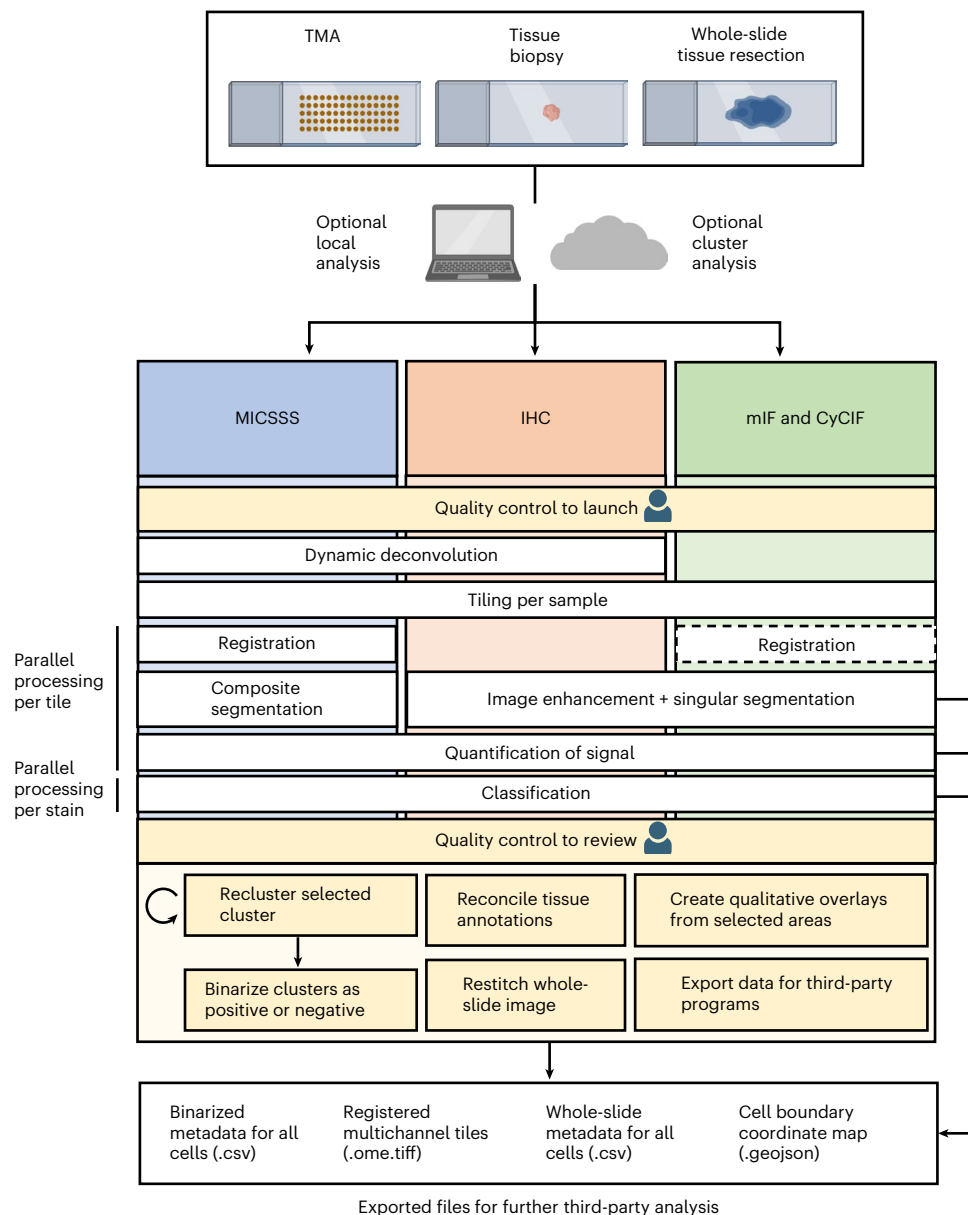 TMA
Tissue
biopsy
Whole-slide
tissue resection
Optional
local
analysis
Optional
cluster
analysis
MICSSS
IHC
mIF and CyCIF
Quality control to launch
Dynamic deconvolution
Tiling per sample
Parallel
processing
per tile
Registration
Registration
Composite
segmentation
Image enhancement + singular segmentation
Quantification of signal
Parallel
processing
per stain
Classification
Quality control to review
Recluster selected
cluster
Reconcile tissue
annotations
Create qualitative overlays
from selected areas
Binarize clusters as
positive or negative
Restitch whole-
slide image
Export data for third-party
programs
Binarized
metadata for all
cells (.csv)
Registered
multichannel tiles
(.ome.tiff)
Whole-slide
metadata for all
cells (.csv)
Cell boundary
coordinate map
(.geojson)
Exported files for further third-party analysis